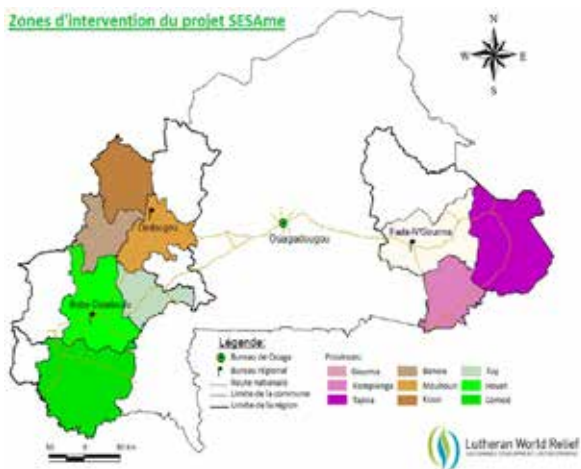 Zones d'intervention du projet SESAme
N
W
E
S
Dedougou
Ouagadougou
Fada-N'Gourma
Bobo-Dioulasso
Légende:
Bureau de Ouaga
Bureau régional
Route nationale
Limite de la commune
Limite de la région
Provinces:
Gourma
Kompienga
Tapoa
Banwa
Mouhoun
Kossi
Tuy
Houet
Comoé
Lutheran World Relief